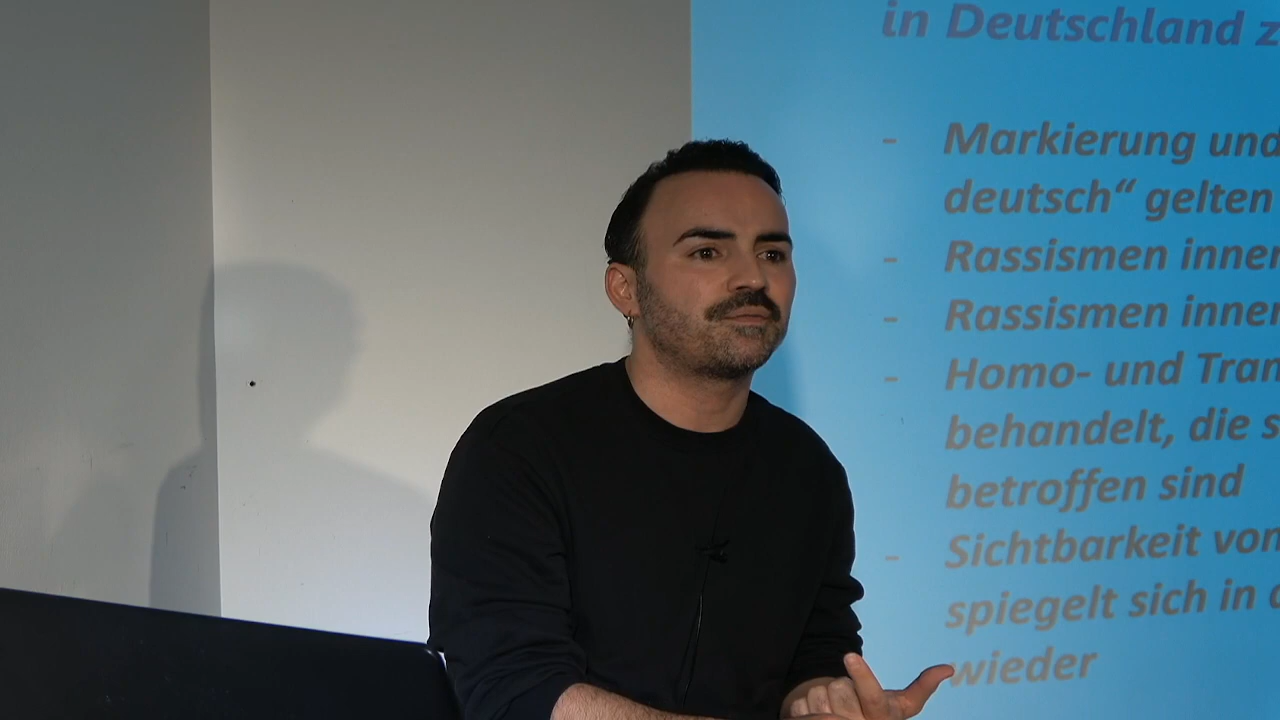 in Deutschland z
- Markierung und
deutsch“ gelten
- Rassismen inner
- Rassismen inner
- Homo- und Tran
behandelt, die s
betroffen sind
- Sichtbarkeit von
spiegelt sich in d
wieder